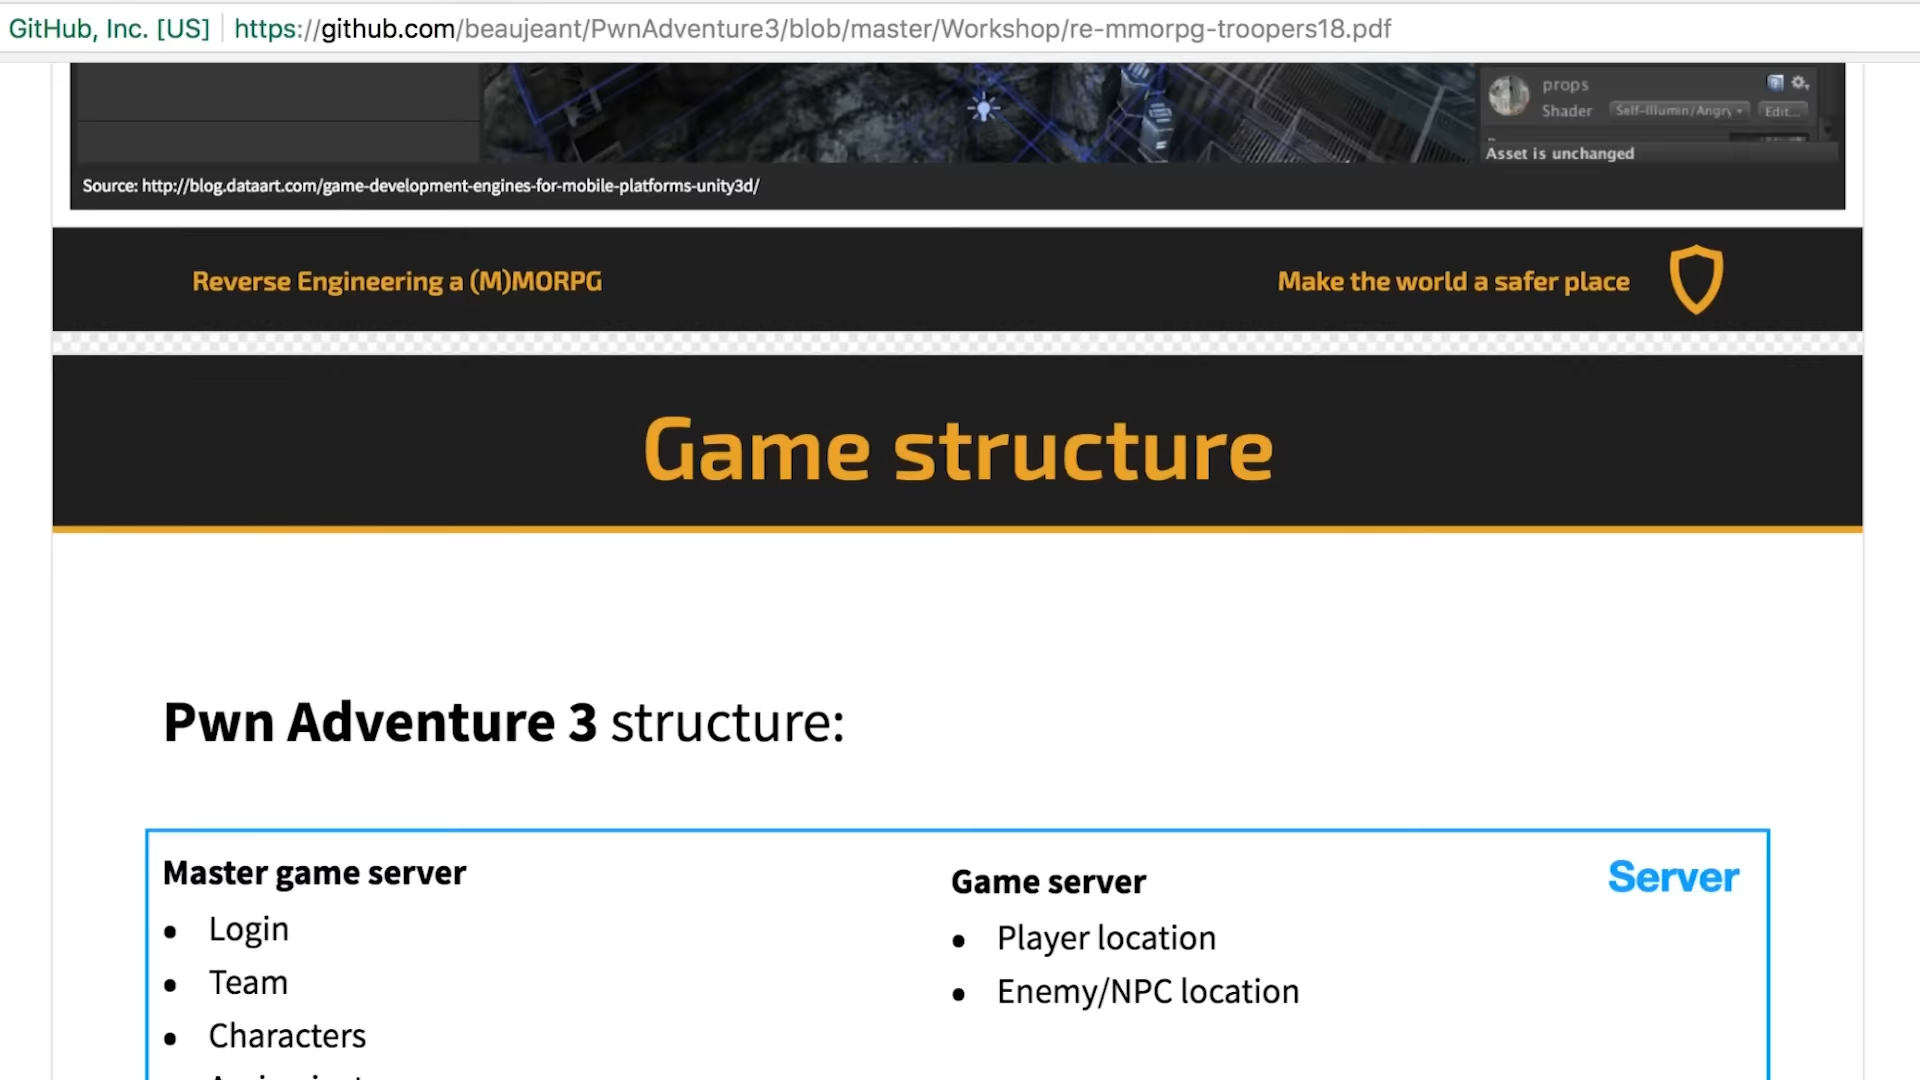 GitHub, Inc. [US] https://github.com/beaujeant/PwnAdventure3/blob/master/Workshop/re-mmorpg-troopers18.pdf
props
Shader Self-Illumin/Angry Edit...
Asset is unchanged
Source: http://blog.dataart.com/game-development-engines-for-mobile-platforms-unity3d/
Reverse Engineering a (M)MORPG
Make the world a safer place
Game structure
Pwn Adventure 3 structure:
Server
Master game server
• Login
• Team
• Characters
Game server
• Player location
• Enemy/NPC location